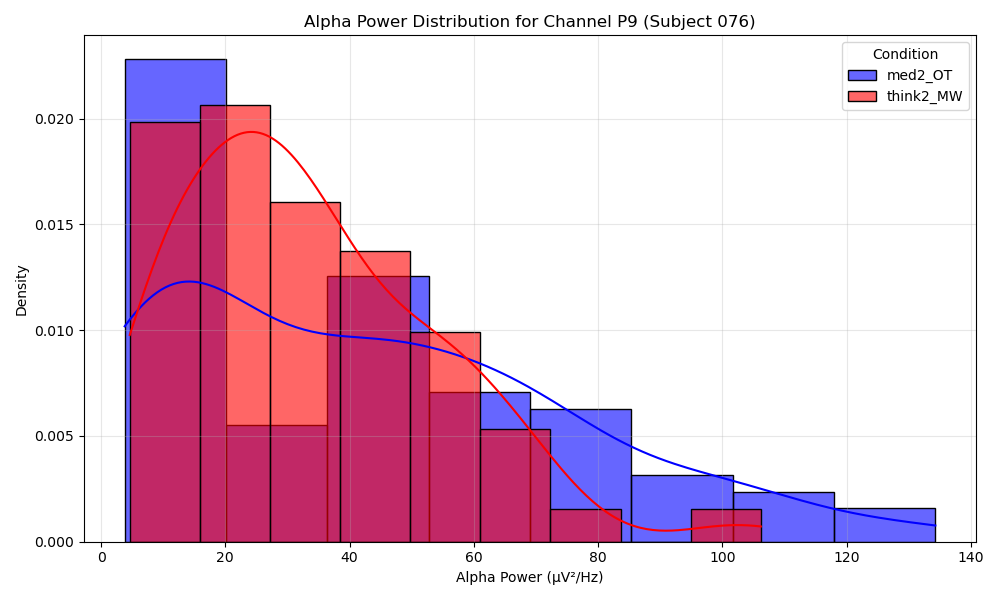 Alpha Power Distribution for Channel P9 (Subject 076)
Condition
med2_OT
think2_MW
0.020
0.015
0.010
0.005
0.000
Density
0 20 40 60 80 100 120 140
Alpha Power (μV²/Hz)